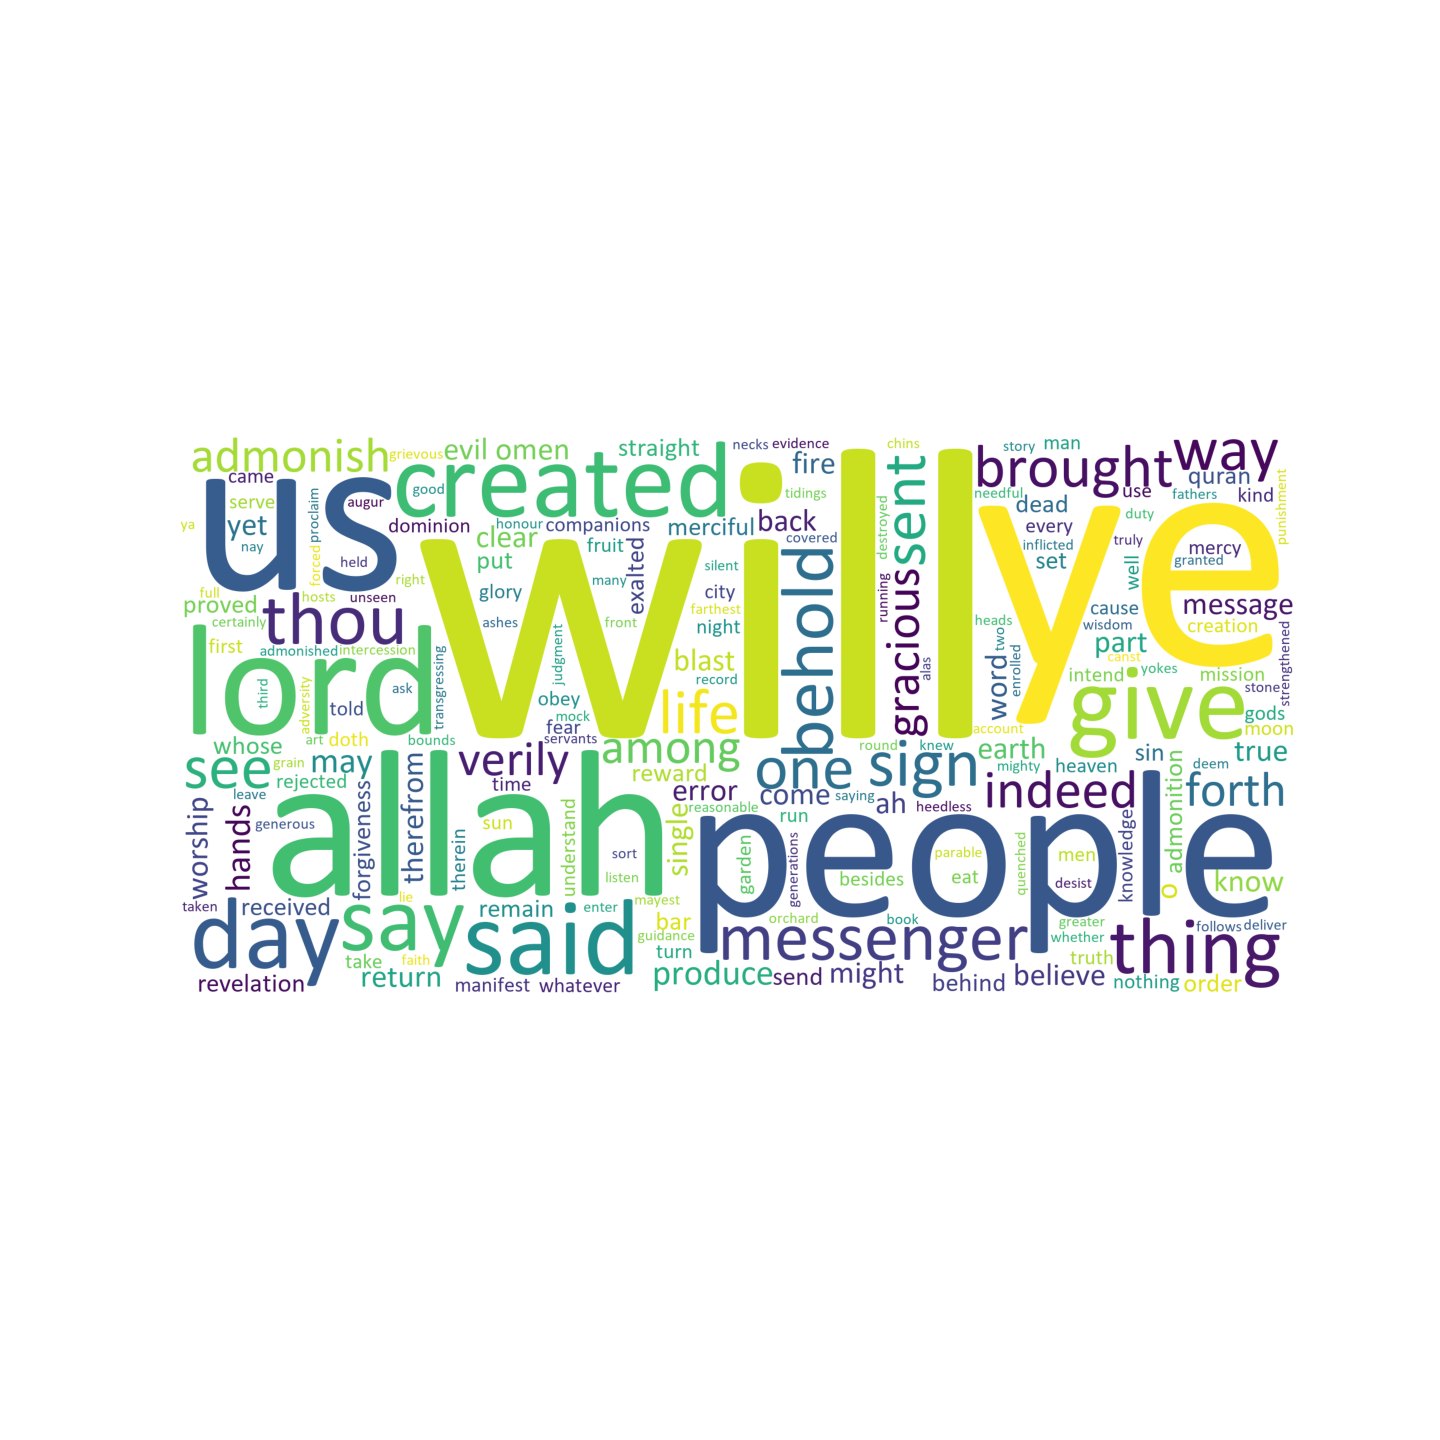 admonish
grievous
evil omen
straight
necks
evidence
chins
story
man
way
came
us
created
good
augur
fire
tidings
sent
brought
needful
use
quran
fathers
kind
punishment
serve
yet
nay
ya
proclaim
forced
held
dominion
honour
companions
merciful
back
covered
destroyed
dead
every
duty
truly
inflicted
mercy
granted
set
well
clear
put
fruit
many
exalted
silent
will
behold
gracious
running
ye
full
hosts
unseen
right
proved
certainly
thou
glory
city
farthest
night
ashes
front
heads
cause
wisdom
message
creation
first
admonished
intercession
lord
third
adversity
told
ask
transgressing
judgment
blast
record
obey
mock
life
fear
servants
alas
word
two
enrolled
part
canst
yokes
intend
mission
stone
strengthened
give
gods
moon
account
whose
art
doth
bounds
verily
among
round
knew
earth
mighty
heaven
sin
deem
true
see
grain
may
rejected
time
reward
error
reasonable
one
sign
come
saying
ah
heedless
indeed
admonition
forth
leave
worship
hands
generous
allah
forgiveness
therefrom
therein
sun
understand
sort
listen
single
run
garden
generations
people
parable
besides
eat
quenched
men
desist
knowledge
o
know
taken
received
lie
remain
enter
mayest
bar
guidance
orchard
book
greater
whether
follows
deliver
day
say
said
turn
messenger
truth
thing
take
faith
return
revelation
manifest
whatever
produce
send
might
behind
believe
nothing
order